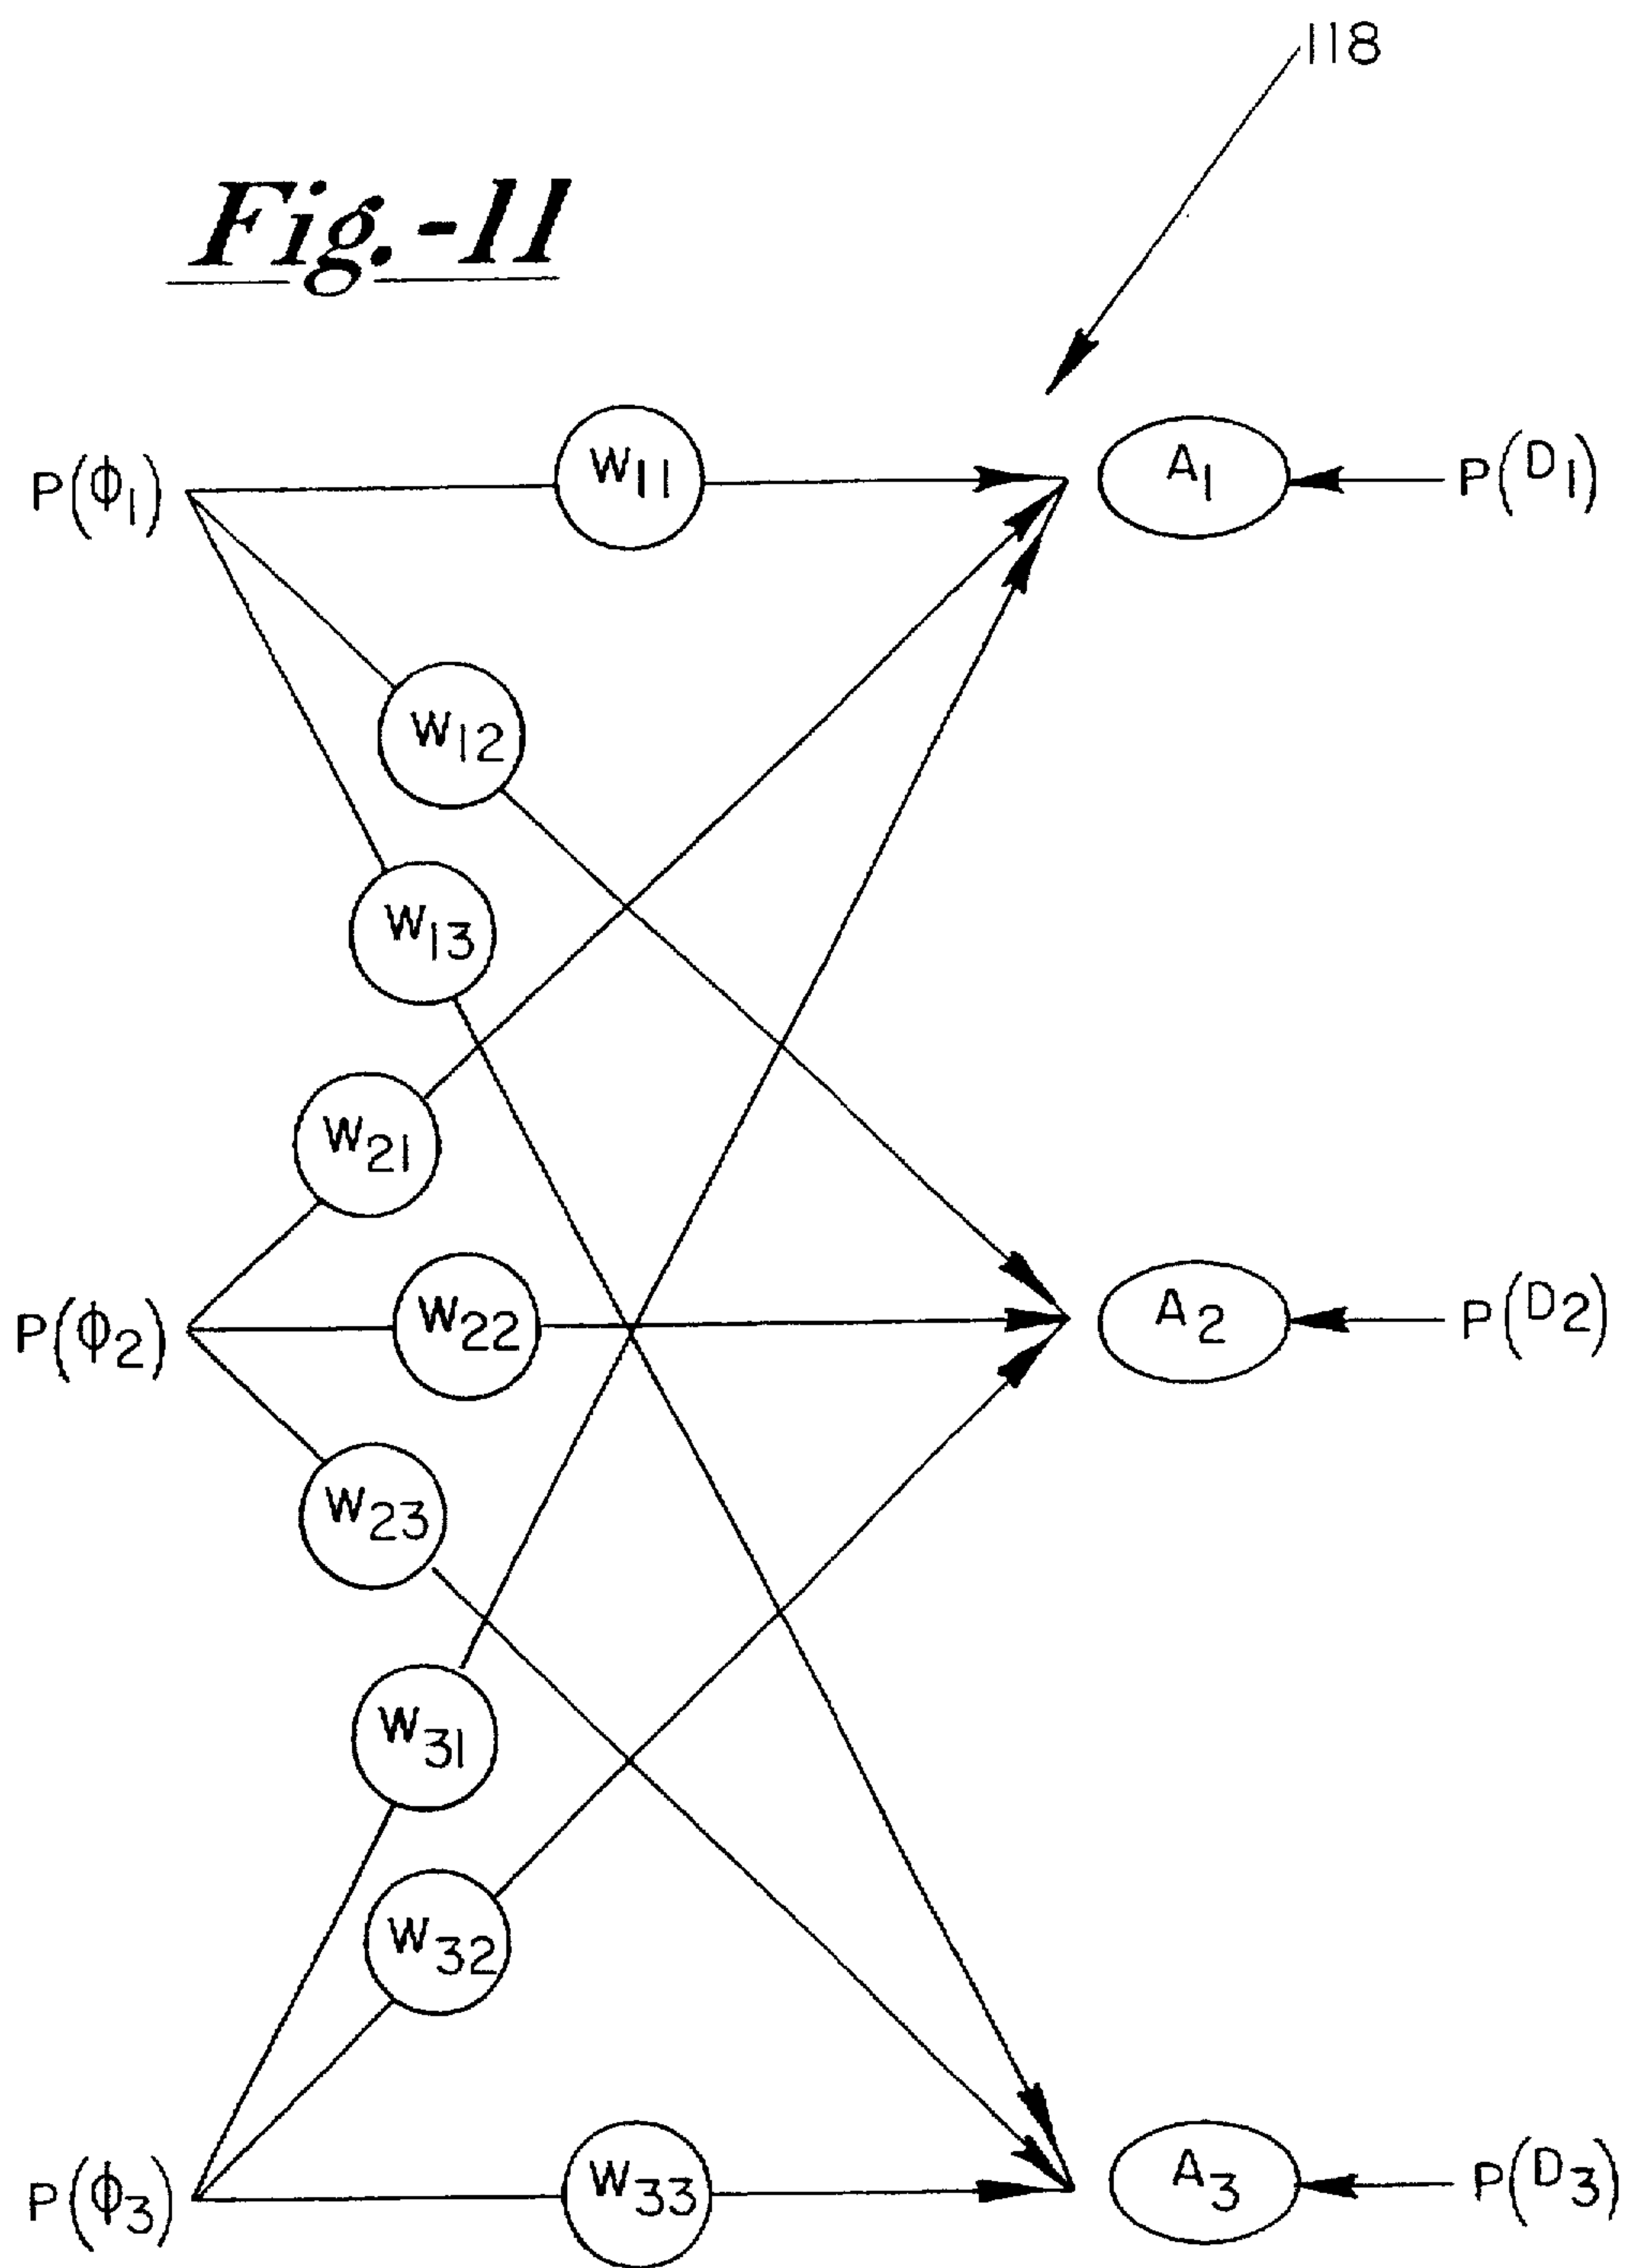 118
Fig.-11
P(ϕ1) W11 A1 P(D1)
W12
W13
W21
P(ϕ2) W22 A2 P(D2)
W23
W31
W32
P(ϕ3) W33 A3 P(D3)